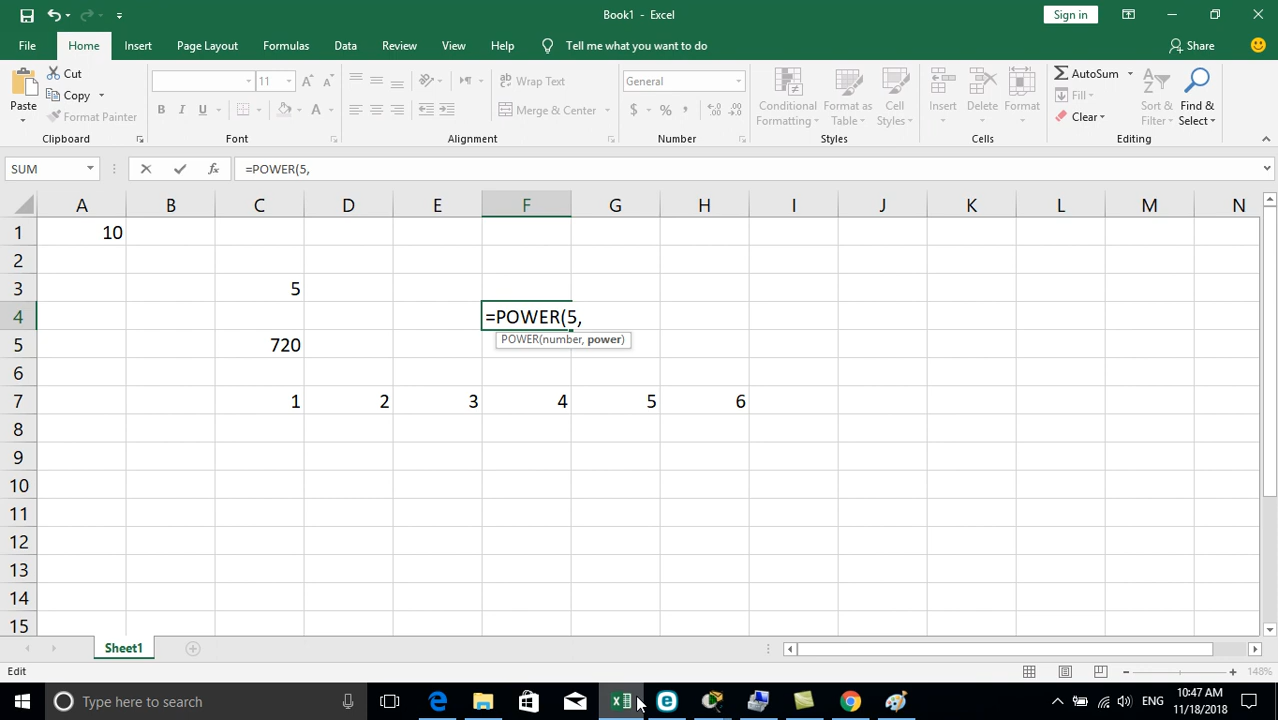 Book1 - Excel
Sign in
File Home Insert Page Layout Formulas Data Review View Help Tell me what you want to do Share
Paste Cut Copy Format Painter Clipboard
11 B I U A Font
Wrap Text Merge & Center Alignment
General $ % , Number
Conditional Formatting Format as Table Cell Styles Styles
Insert Delete Format Cells
AutoSum Fill Clear Sort & Filter Find & Select Editing
SUM fx =POWER(5,
A B C D E F G H I J K L M N
1 10
2
3 5
4 =POWER(5,
POWER(number, power)
5 720
6
7 1 2 3 4 5 6
8
9
10
11
12
13
14
15
Sheet1
Edit 148%
Type here to search
ENG 10:47 AM
11/18/2018